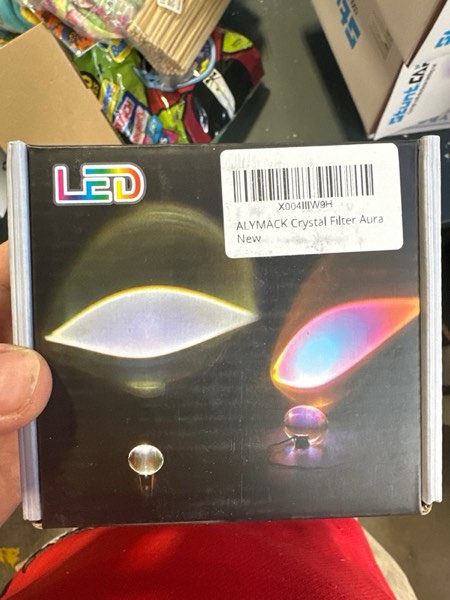 LED
X004IIIW9H
ALYMACK Crystal Filter Aura
New